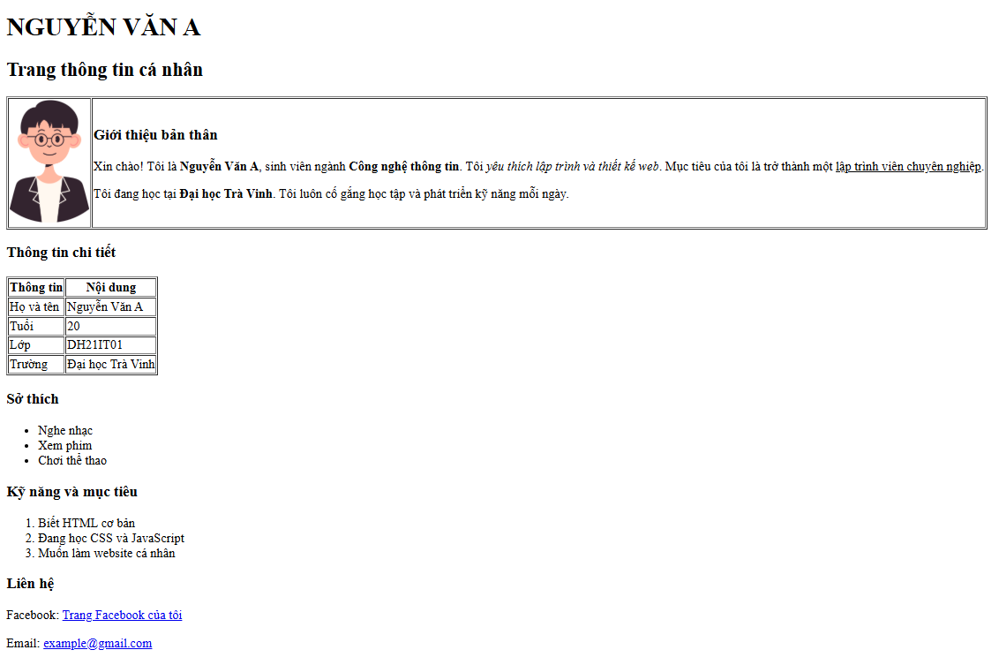 NGUYỄN VĂN A
Trang thông tin cá nhân
Giới thiệu bản thân
Xin chào! Tôi là Nguyễn Văn A, sinh viên ngành Công nghệ thông tin. Tôi yêu thích lập trình và thiết kế web. Mục tiêu của tôi là trở thành một lập trình viên chuyên nghiệp.
Tôi đang học tại Đại học Trà Vinh. Tôi luôn cố gắng học tập và phát triển kỹ năng mỗi ngày.
Thông tin chi tiết
Thông tin Nội dung
Họ và tên Nguyễn Văn A
Tuổi 20
Lớp DH21IT01
Trường Đại học Trà Vinh
Sở thích
• Nghe nhạc
• Xem phim
• Chơi thể thao
Kỹ năng và mục tiêu
1. Biết HTML cơ bản
2. Đang học CSS và JavaScript
3. Muốn làm website cá nhân
Liên hệ
Facebook: Trang Facebook của tôi
Email: example@gmail.com